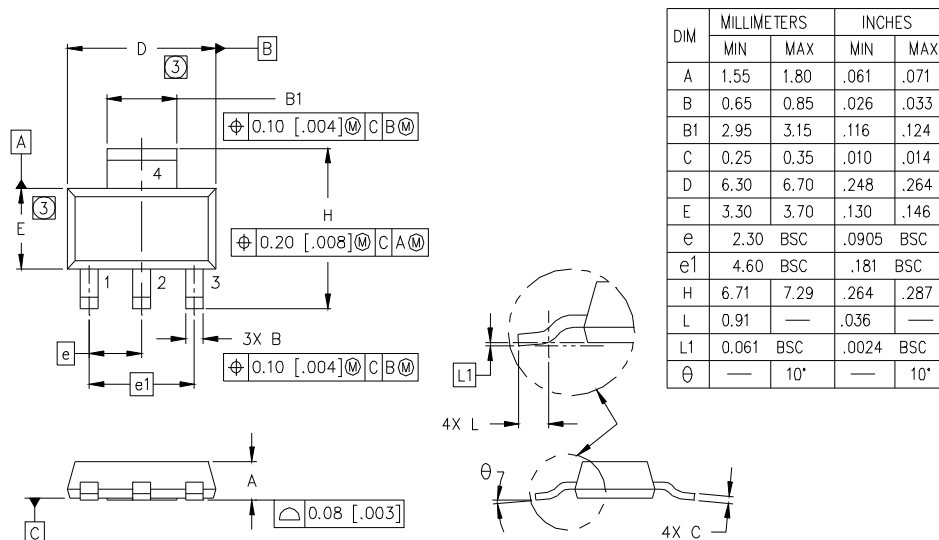 D
B
3
B1
⌖ 0.10 [.004]Ⓜ C BⓂ
A
4
3
E
H
⌖ 0.20 [.008]Ⓜ C AⓂ
1
2
3
3X B
e
⌖ 0.10 [.004]Ⓜ C BⓂ
e1
L1
4X L
A
C
⌓ 0.08 [.003]
θ
4X C
DIM MILLIMETERS INCHES
MIN MAX MIN MAX
A 1.55 1.80 .061 .071
B 0.65 0.85 .026 .033
B1 2.95 3.15 .116 .124
C 0.25 0.35 .010 .014
D 6.30 6.70 .248 .264
E 3.30 3.70 .130 .146
e 2.30 BSC .0905 BSC
e1 4.60 BSC .181 BSC
H 6.71 7.29 .264 .287
L 0.91 — .036 —
L1 0.061 BSC .0024 BSC
θ — 10° — 10°